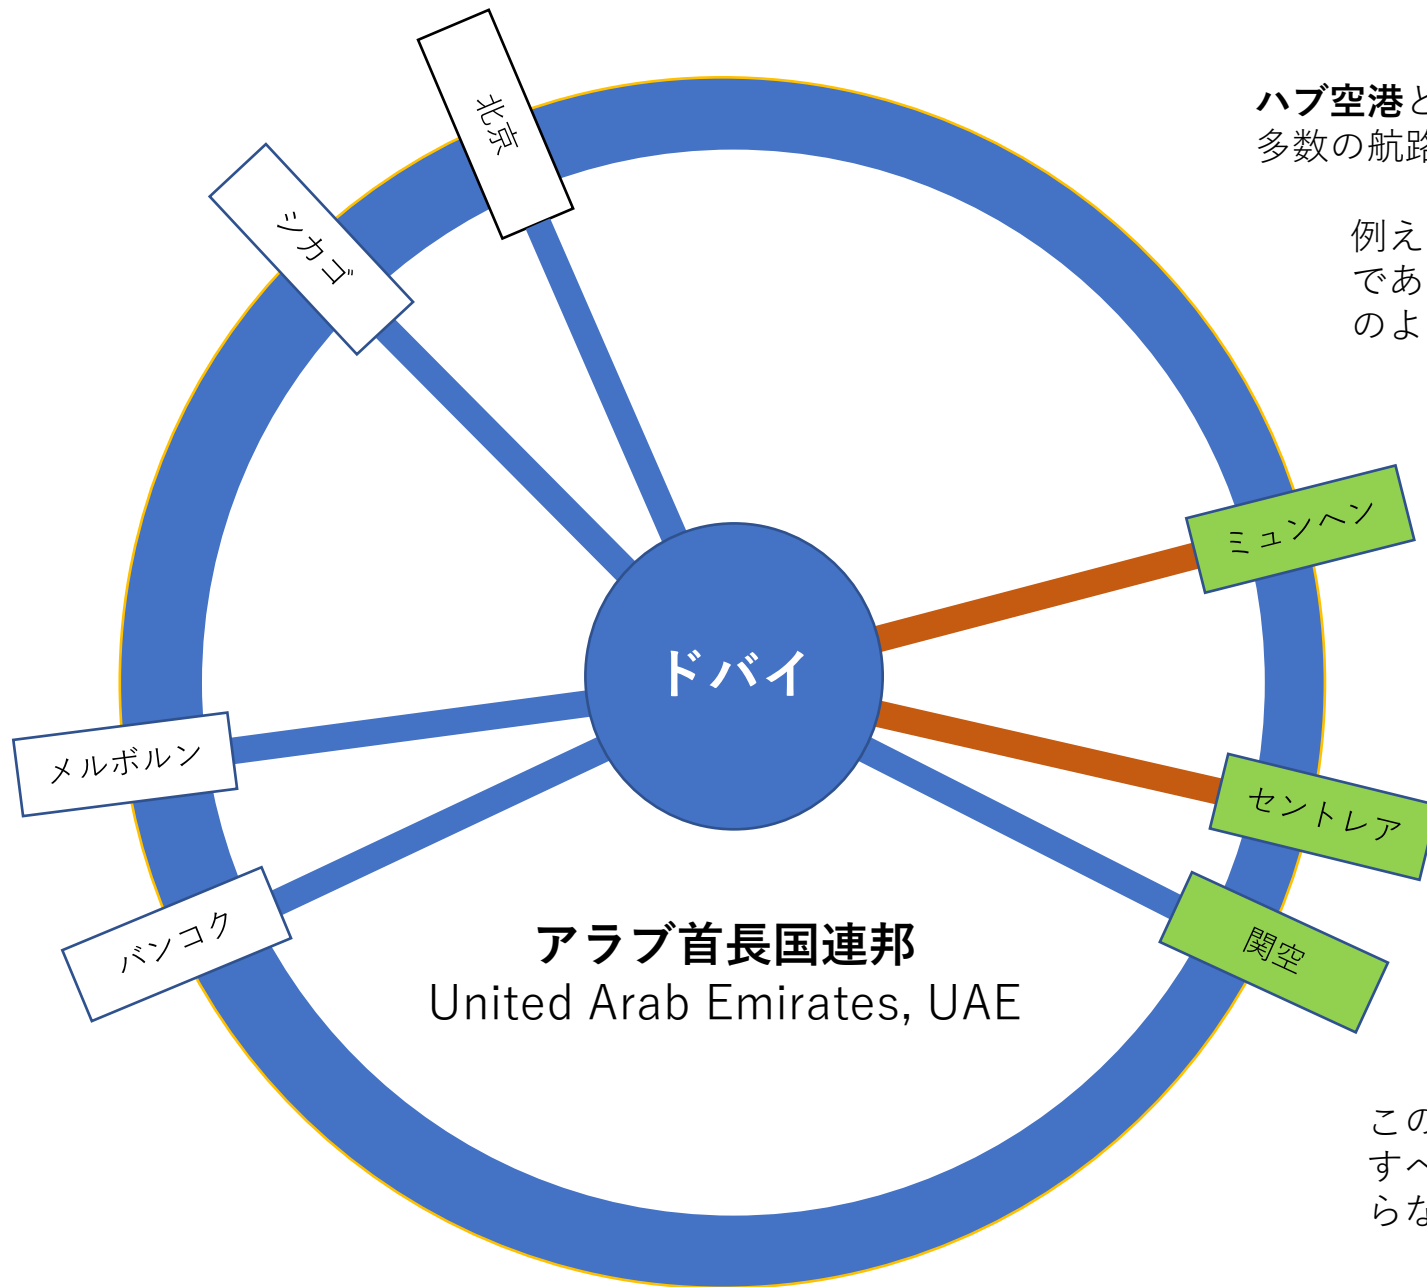 北京
ハブ空港と
多数の航路
シカゴ
例え
であ
のよ
ミュンヘン
ドバイ
メルボルン
セントレア
バンコク
関空
アラブ首長国連邦
United Arab Emirates, UAE
この
すべ
らな